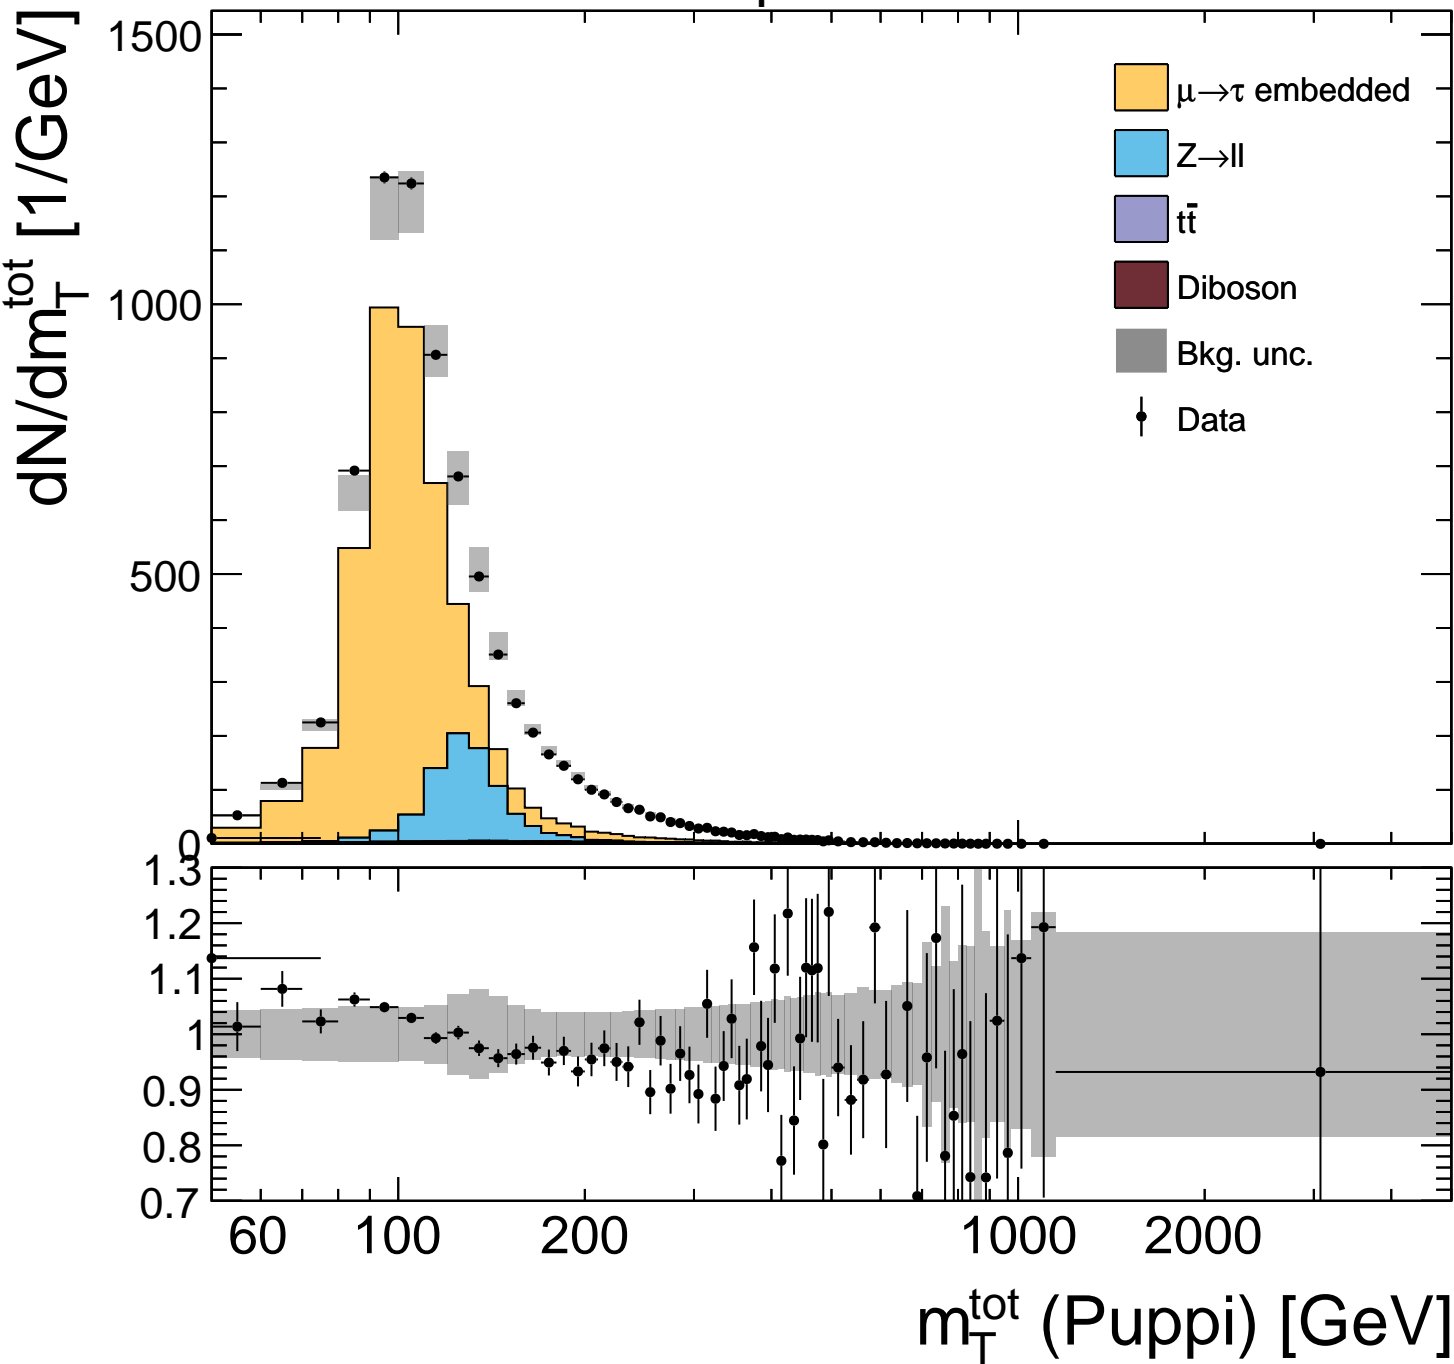 dN/dm_T^tot [1/GeV]
1500
1000
500
0
μ→τ embedded
Z→ll
tt̄
Diboson
Bkg. unc.
Data
1.3
1.2
1.1
1
0.9
0.8
0.7
60 100 200 1000 2000
m_T^tot (Puppi) [GeV]